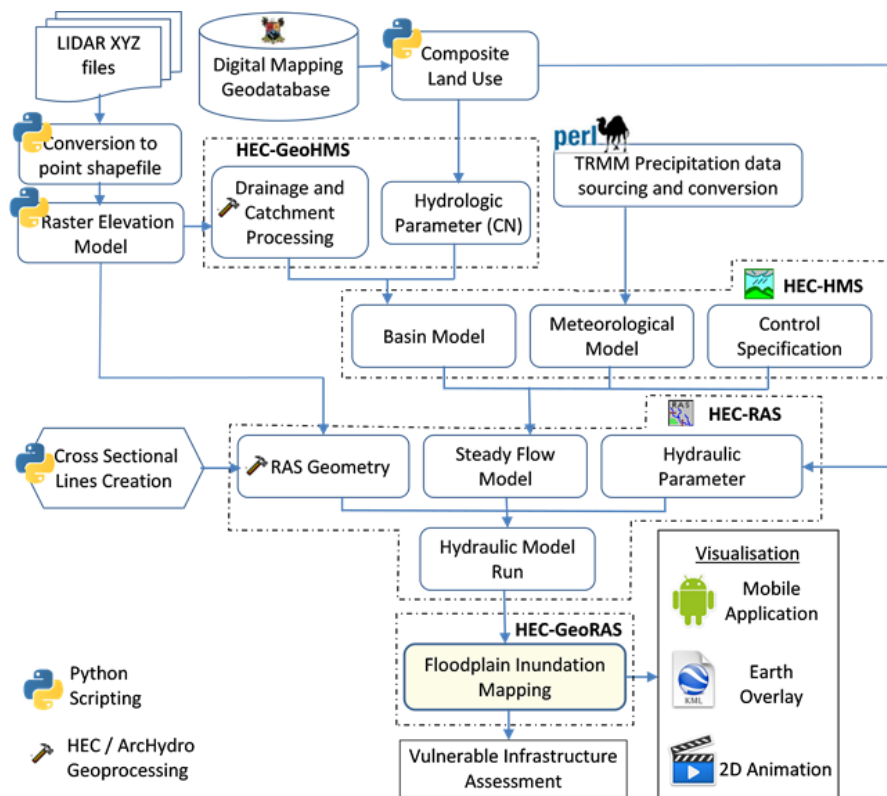 LIDAR XYZ
files
Digital Mapping
Geodatabase
Composite
Land Use
Conversion to
point shapefile
HEC-GeoHMS
perl
TRMM Precipitation data
sourcing and conversion
Raster Elevation
Model
Drainage and
Catchment
Processing
Hydrologic
Parameter (CN)
HEC-HMS
Basin Model
Meteorological
Model
Control
Specification
HEC-RAS
RAS
Cross Sectional
Lines Creation
RAS Geometry
Steady Flow
Model
Hydraulic
Parameter
Hydraulic Model
Run
Visualisation
Mobile
Application
HEC-GeoRAS
Floodplain Inundation
Mapping
KML
Earth
Overlay
Python
Scripting
HEC / ArcHydro
Geoprocessing
Vulnerable Infrastructure
Assessment
2D Animation